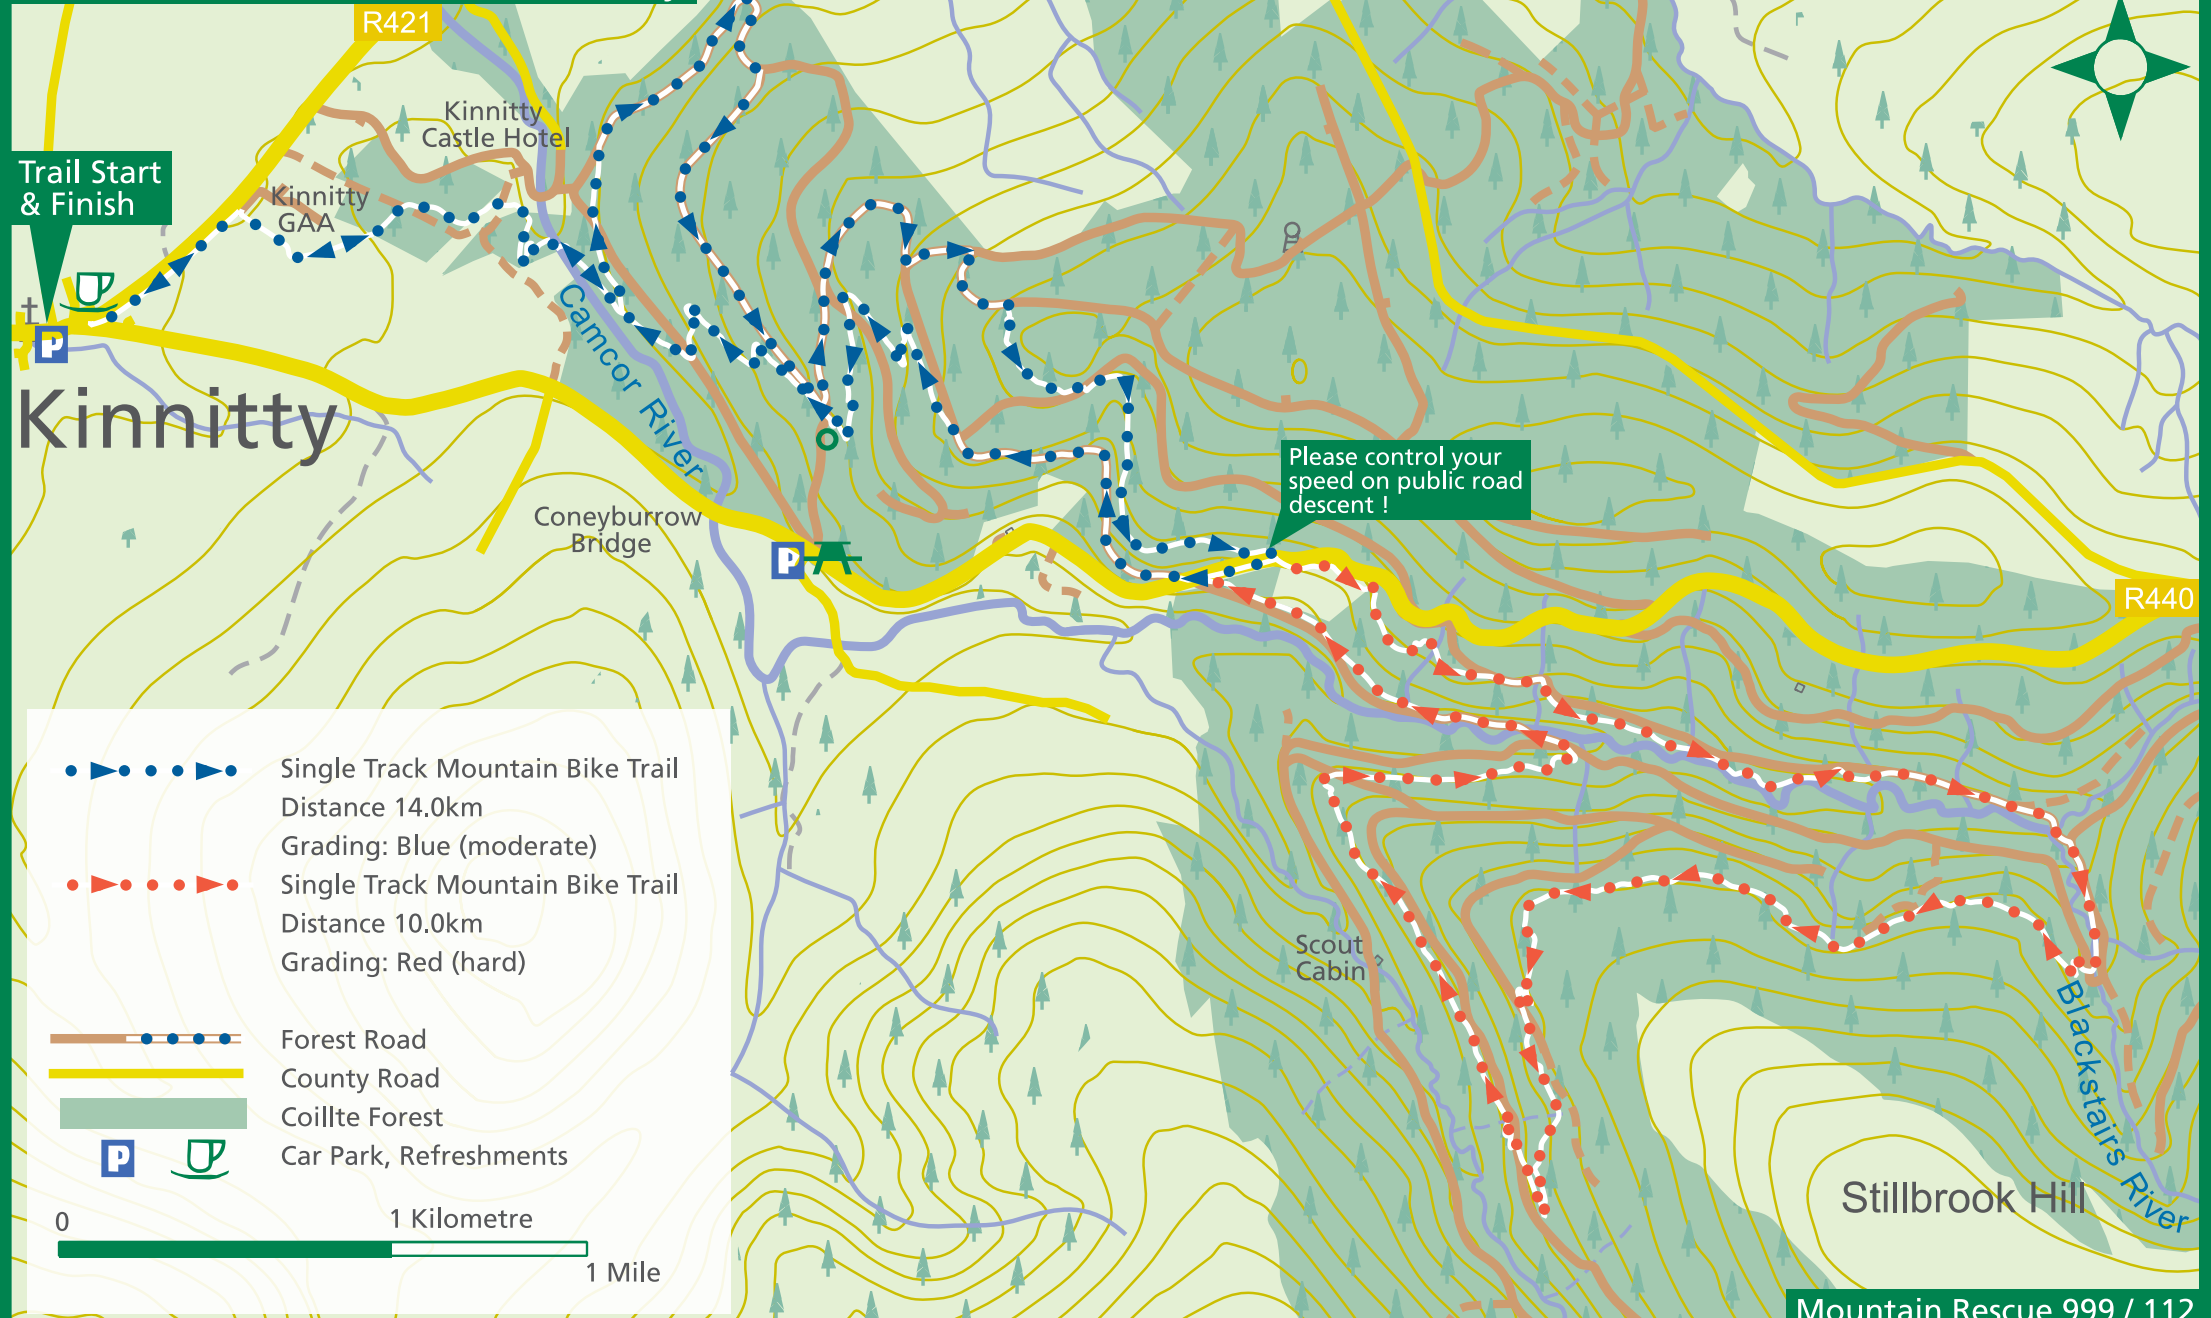 R421
Kinnitty
Castle Hotel
Trail Start
& Finish
Kinnitty
GAA
P
Camcor River
Kinnitty
Please control your
speed on public road
descent !
Coneyburrow
Bridge
P
R440
Single Track Mountain Bike Trail
Distance 14.0km
Grading: Blue (moderate)
Single Track Mountain Bike Trail
Distance 10.0km
Grading: Red (hard)
Scout
Cabin
Blackstairs River
Forest Road
County Road
Coillte Forest
P
Car Park, Refreshments
Stillbrook Hill
0
1 Kilometre
1 Mile
Mountain Rescue 999 / 112